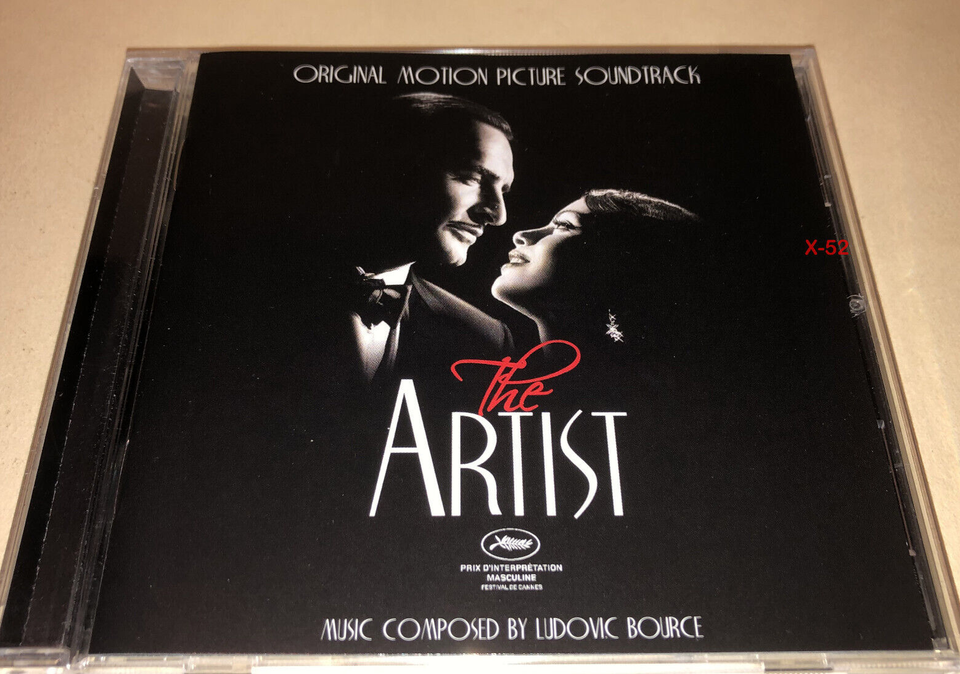 ORIGINAL MOTION PICTURE SOUNDTRACK
X-52
The
ARTIST
PRIX D'INTERPRÉTATION
MASCULINE
FESTIVAL DE CANNES
MUSIC COMPOSED BY LUDOVIC BOURCE